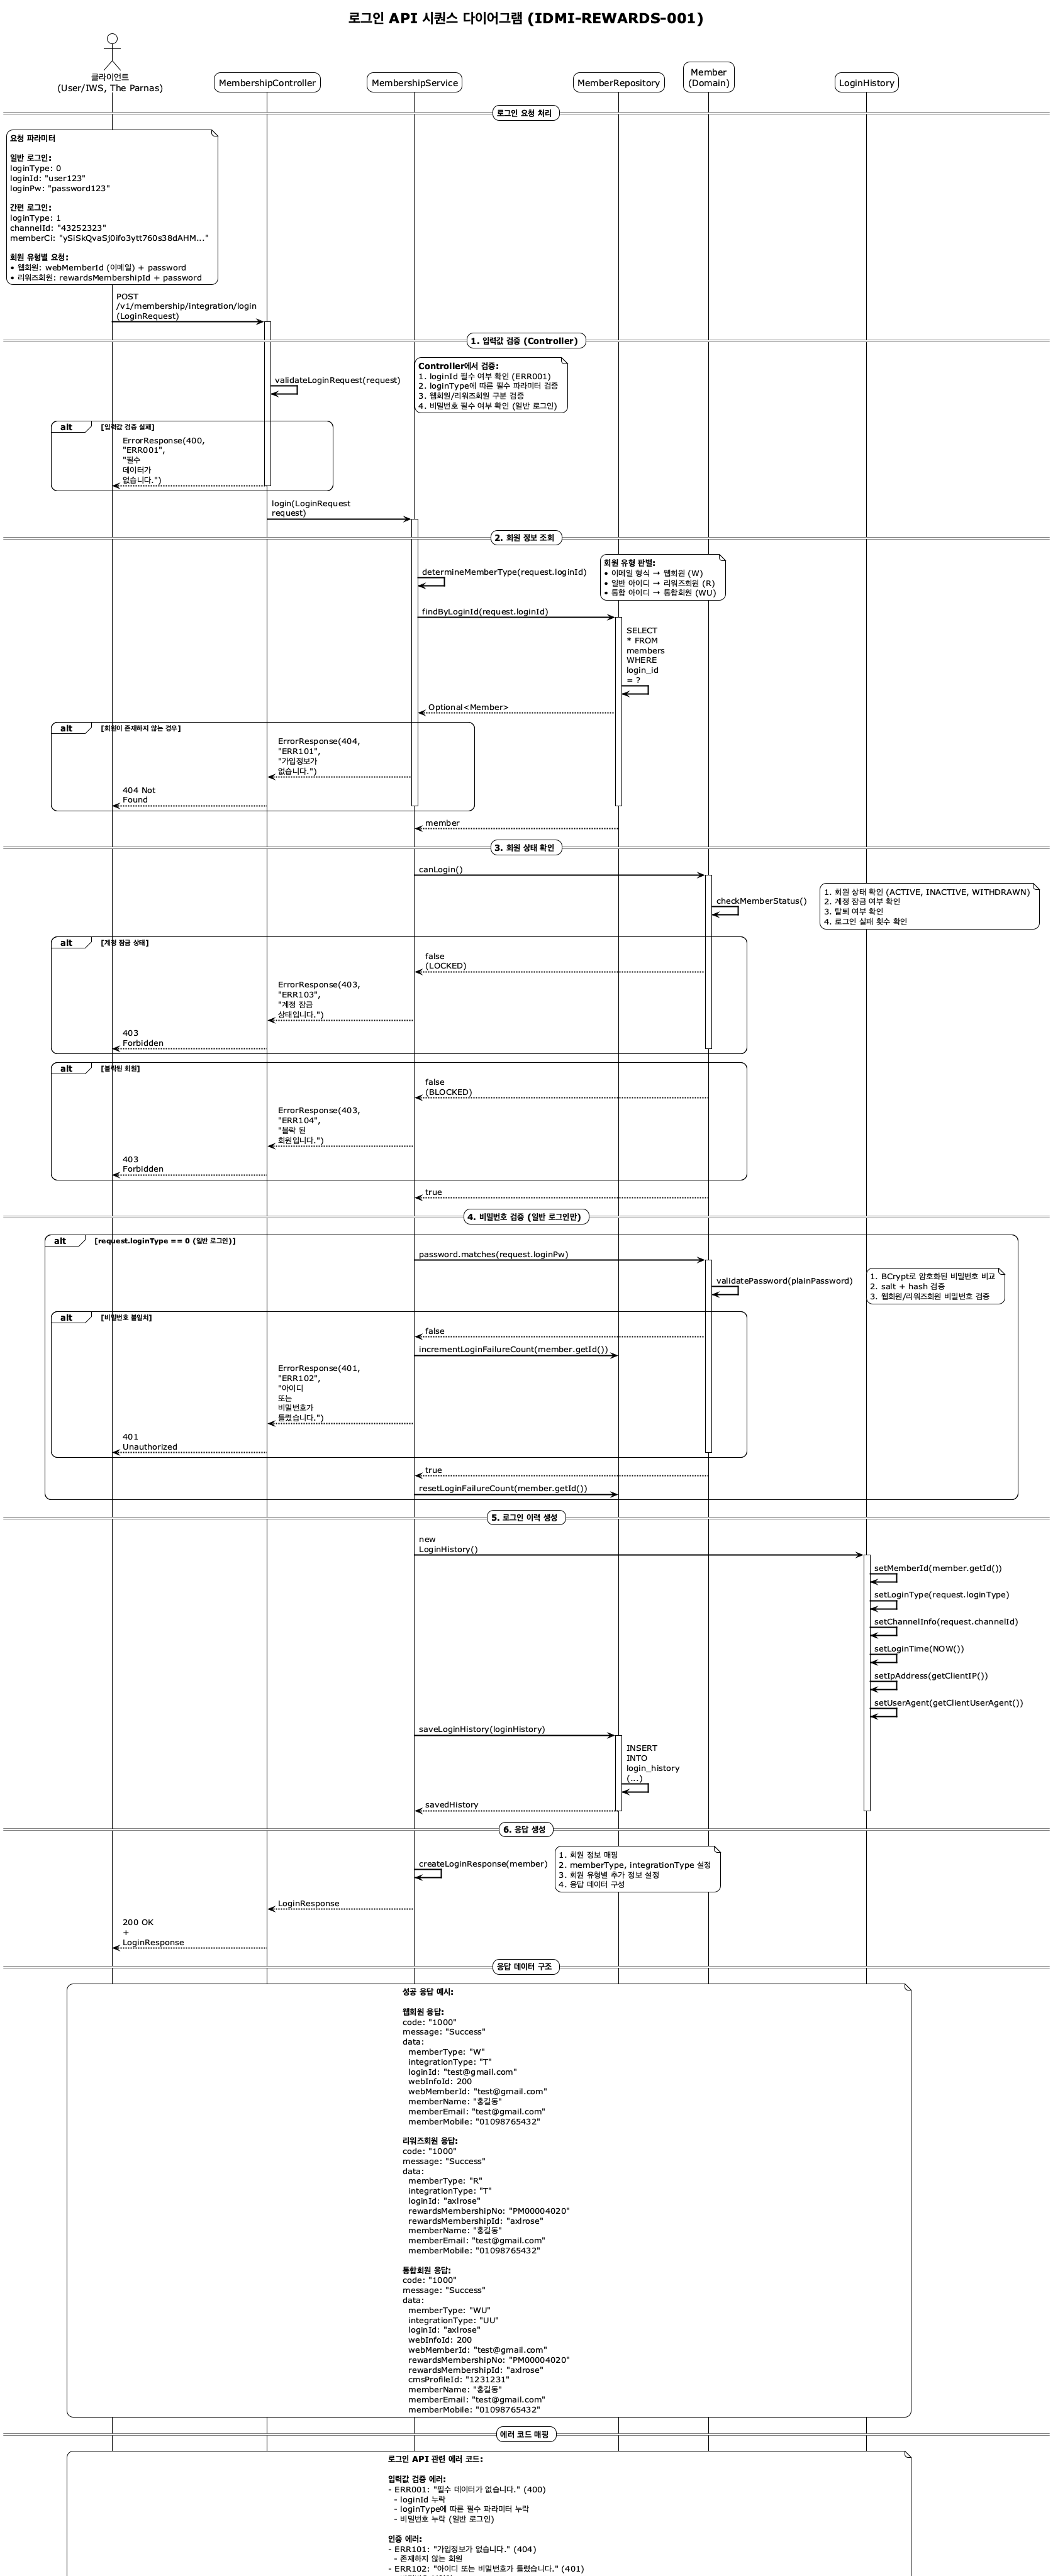 로그인 API 시퀀스 다이어그램 (IDMI-REWARDS-001)
클라이언트
(User/IWS, The Parnas)
MembershipController
MembershipService
MemberRepository
Member
(Domain)
LoginHistory
로그인 요청 처리
요청 파라미터
일반 로그인:
loginType: 0
loginId: "user123"
loginPw: "password123"
간편 로그인:
loginType: 1
channelId: "43252323"
memberCi: "ySiSkQvaSj0ifo3ytt760s38dAHM..."
회원 유형별 요청:
• 웹회원: webMemberId (이메일) + password
• 리워즈회원: rewardsMembershipId + password
POST
/v1/membership/integration/login
(LoginRequest)
1. 입력값 검증 (Controller)
validateLoginRequest(request)
Controller에서 검증:
1. loginId 필수 여부 확인 (ERR001)
2. loginType에 따른 필수 파라미터 검증
3. 웹회원/리워즈회원 구분 검증
4. 비밀번호 필수 여부 확인 (일반 로그인)
alt [입력값 검증 실패]
ErrorResponse(400,
"ERR001",
"필수
데이터가
없습니다.")
login(LoginRequest
request)
2. 회원 정보 조회
determineMemberType(request.loginId)
회원 유형 판별:
• 이메일 형식 → 웹회원 (W)
• 일반 아이디 → 리워즈회원 (R)
• 통합 아이디 → 통합회원 (WU)
findByLoginId(request.loginId)
SELECT
* FROM
members
WHERE
login_id
= ?
Optional<Member>
alt [회원이 존재하지 않는 경우]
ErrorResponse(404,
"ERR101",
"가입정보가
없습니다.")
404 Not
Found
member
3. 회원 상태 확인
canLogin()
checkMemberStatus()
1. 회원 상태 확인 (ACTIVE, INACTIVE, WITHDRAWN)
2. 계정 잠금 여부 확인
3. 탈퇴 여부 확인
4. 로그인 실패 횟수 확인
alt [계정 잠금 상태]
false
(LOCKED)
ErrorResponse(403,
"ERR103",
"계정 잠금
상태입니다.")
403
Forbidden
alt [블락된 회원]
false
(BLOCKED)
ErrorResponse(403,
"ERR104",
"블락 된
회원입니다.")
403
Forbidden
true
4. 비밀번호 검증 (일반 로그인만)
alt [request.loginType == 0 (일반 로그인)]
password.matches(request.loginPw)
validatePassword(plainPassword)
1. BCrypt로 암호화된 비밀번호 비교
2. salt + hash 검증
3. 웹회원/리워즈회원 비밀번호 검증
alt [비밀번호 불일치]
false
incrementLoginFailureCount(member.getId())
ErrorResponse(401,
"ERR102",
"아이디
또는
비밀번호가
틀렸습니다.")
401
Unauthorized
true
resetLoginFailureCount(member.getId())
5. 로그인 이력 생성
new
LoginHistory()
setMemberId(member.getId())
setLoginType(request.loginType)
setChannelInfo(request.channelId)
setLoginTime(NOW())
setIpAddress(getClientIP())
setUserAgent(getClientUserAgent())
saveLoginHistory(loginHistory)
INSERT
INTO
login_history
(...)
savedHistory
6. 응답 생성
createLoginResponse(member)
1. 회원 정보 매핑
2. memberType, integrationType 설정
3. 회원 유형별 추가 정보 설정
4. 응답 데이터 구성
LoginResponse
200 OK
+
LoginResponse
응답 데이터 구조
성공 응답 예시:
웹회원 응답:
code: "1000"
message: "Success"
data:
memberType: "W"
integrationType: "T"
loginId: "test@gmail.com"
webInfoId: 200
webMemberId: "test@gmail.com"
memberName: "홍길동"
memberEmail: "test@gmail.com"
memberMobile: "01098765432"
리워즈회원 응답:
code: "1000"
message: "Success"
data:
memberType: "R"
integrationType: "T"
loginId: "axlrose"
rewardsMembershipNo: "PM00004020"
rewardsMembershipId: "axlrose"
memberName: "홍길동"
memberEmail: "test@gmail.com"
memberMobile: "01098765432"
통합회원 응답:
code: "1000"
message: "Success"
data:
memberType: "WU"
integrationType: "UU"
loginId: "axlrose"
webInfoId: 200
webMemberId: "test@gmail.com"
rewardsMembershipNo: "PM00004020"
rewardsMembershipId: "axlrose"
cmsProfileId: "1231231"
memberName: "홍길동"
memberEmail: "test@gmail.com"
memberMobile: "01098765432"
에러 코드 매핑
로그인 API 관련 에러 코드:
입력값 검증 에러:
- ERR001: "필수 데이터가 없습니다." (400)
- loginId 누락
- loginType에 따른 필수 파라미터 누락
- 비밀번호 누락 (일반 로그인)
인증 에러:
- ERR101: "가입정보가 없습니다." (404)
- 존재하지 않는 회원
- ERR102: "아이디 또는 비밀번호가 틀렸습니다." (401)